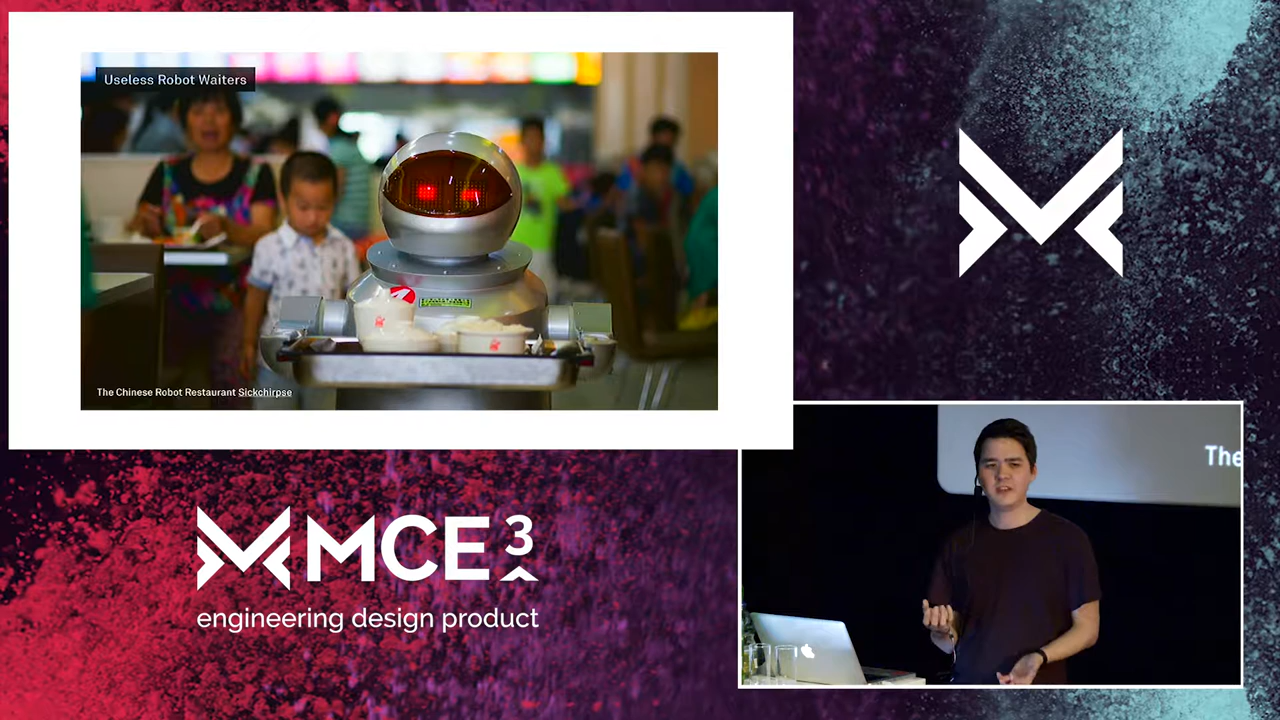 Useless Robot Waiters
The Chinese Robot Restaurant Sickchirpse
The
MCE 3
engineering design product